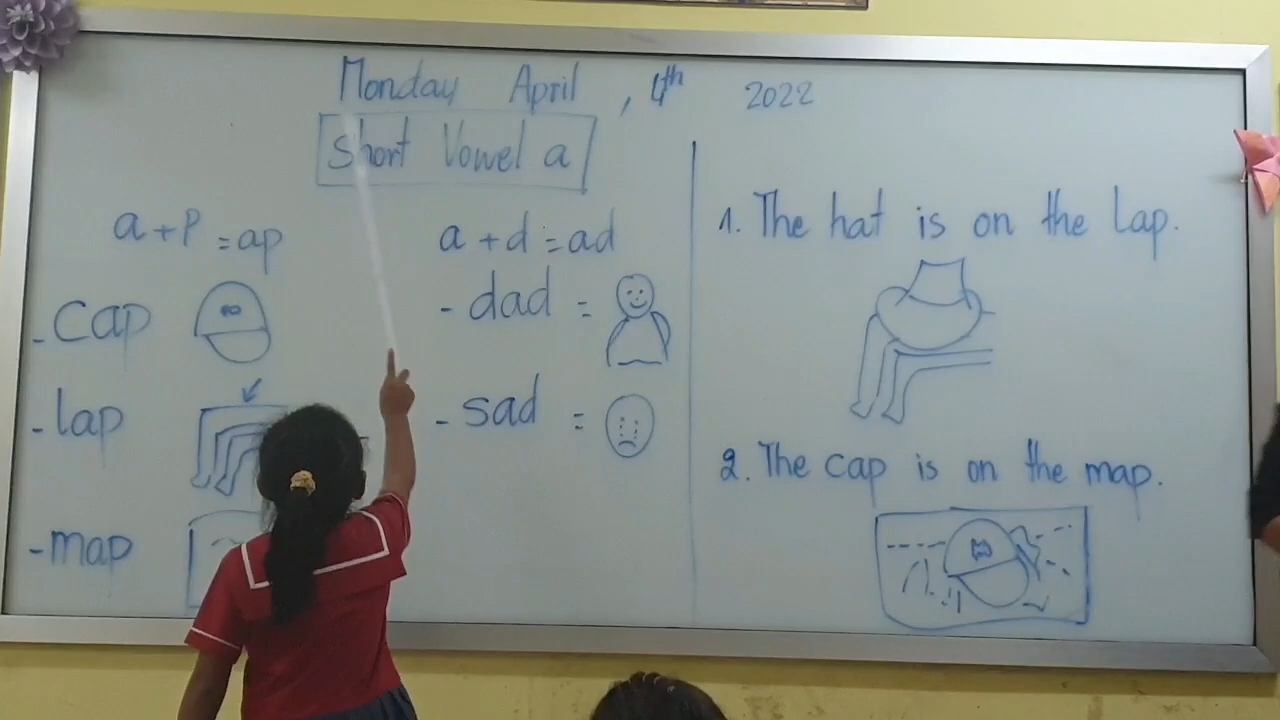 Monday April , 4th 2022
Short Vowel a
a + p = ap
- cap
- lap
- map
a + d = ad
- dad =
- sad =
1. The hat is on the lap.
2. The cap is on the map.